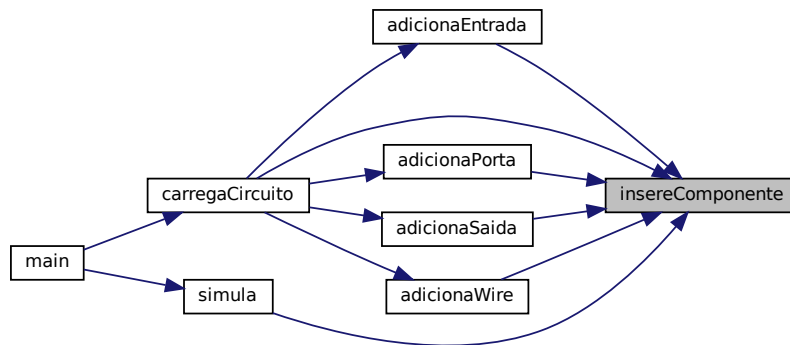 adicionaEntrada
adicionaPorta
carregaCircuito
insereComponente
adicionaSaida
main
simula
adicionaWire